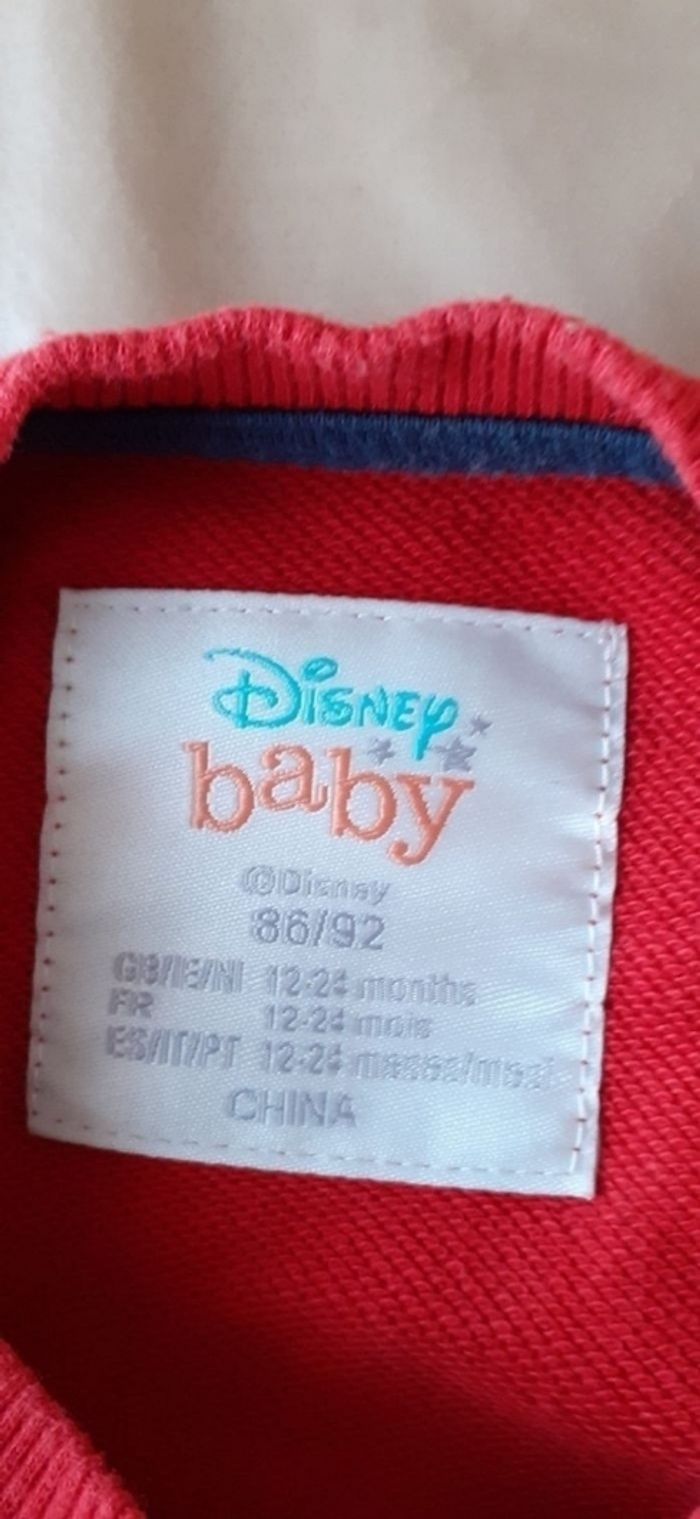 Disney
baby
©Disney
86/92
GB/IE/NI 12-24 months
FR 12-24 mois
ES/IT/PT 12-24 meses/mesi
CHINA